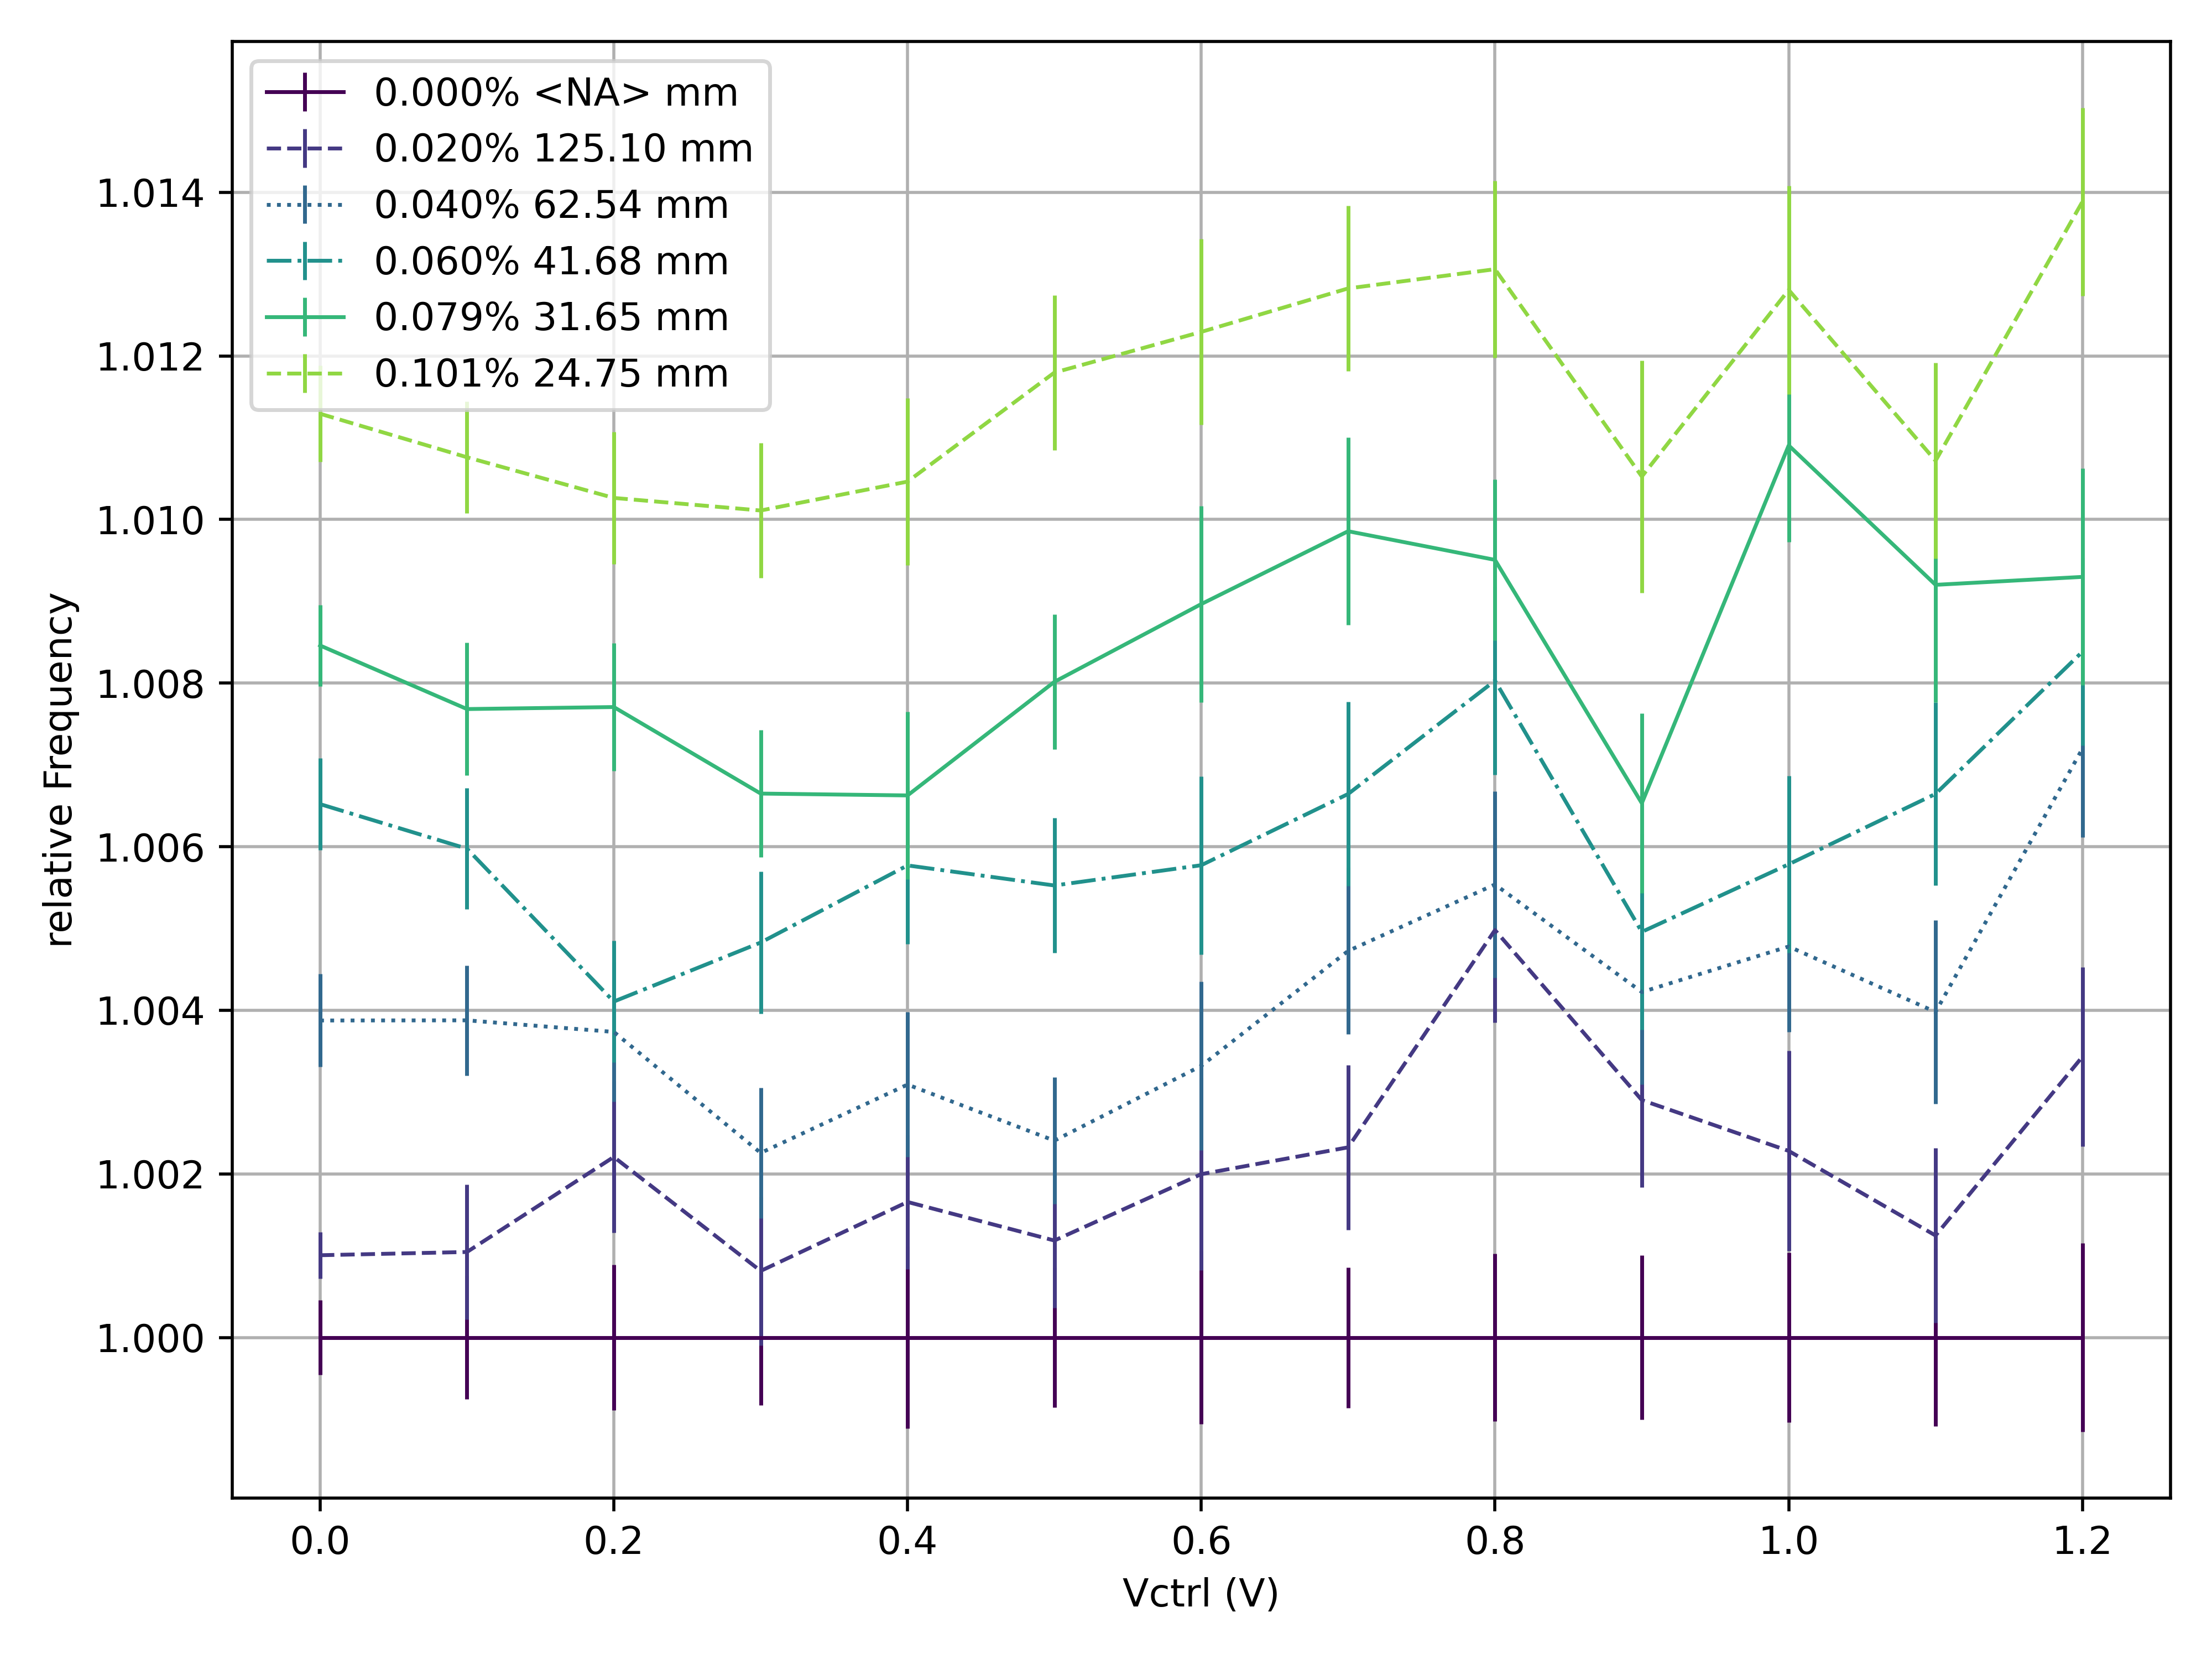 0.000% <NA> mm
0.020% 125.10 mm
0.040% 62.54 mm
0.060% 41.68 mm
0.079% 31.65 mm
0.101% 24.75 mm
1.014
1.012
1.010
1.008
1.006
1.004
1.002
1.000
relative Frequency
0.0 0.2 0.4 0.6 0.8 1.0 1.2
Vctrl (V)